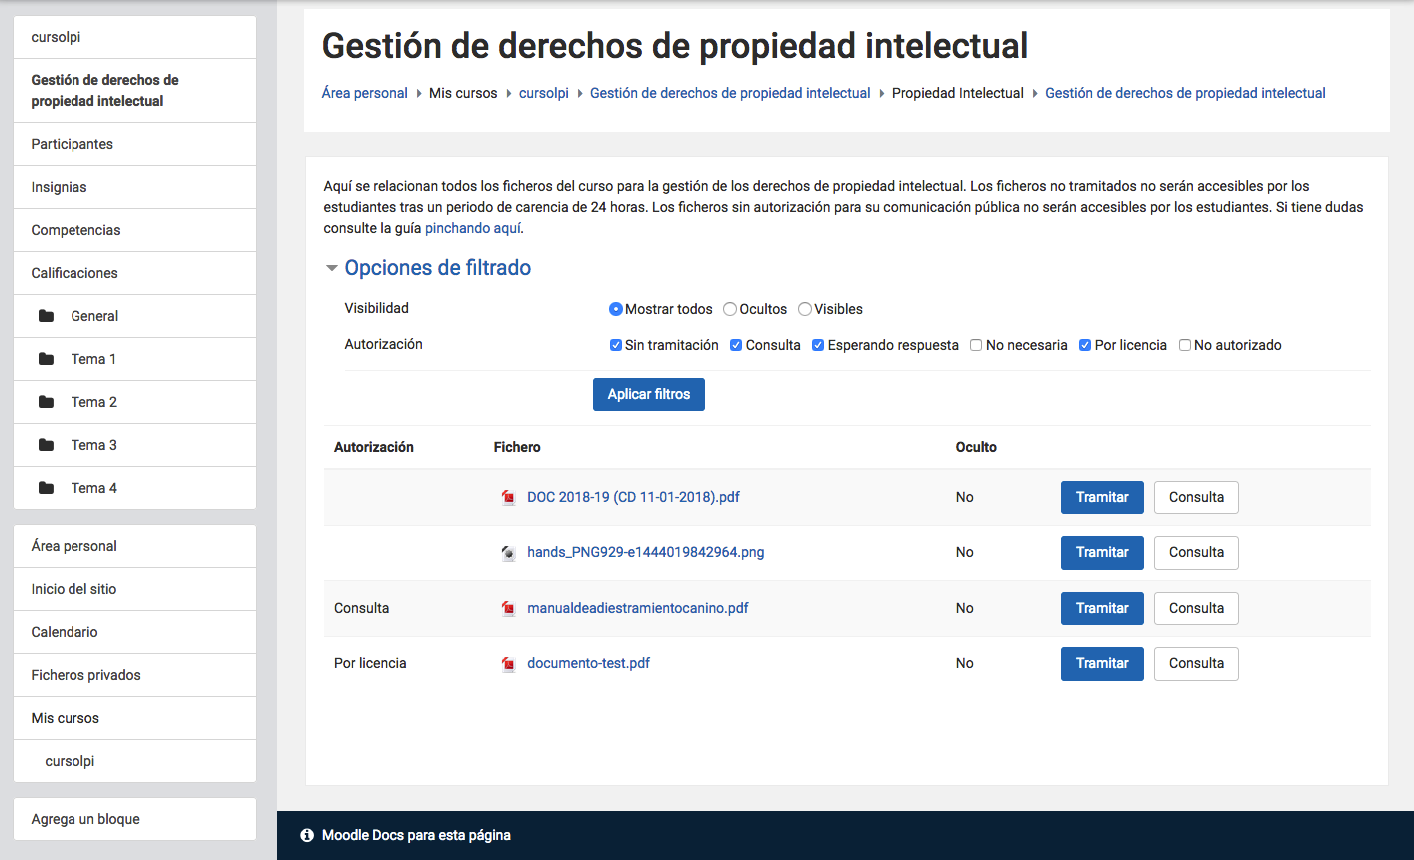 cursolpi
Gestión de derechos de
propiedad intelectual
Participantes
Insignias
Competencias
Calificaciones
General
Tema 1
Tema 2
Tema 3
Tema 4
Área personal
Inicio del sitio
Calendario
Ficheros privados
Mis cursos
cursolpi
Agrega un bloque
Gestión de derechos de propiedad intelectual
Área personal Mis cursos cursolpi Gestión de derechos de propiedad intelectual Propiedad Intelectual Gestión de derechos de propiedad intelectual
Aquí se relacionan todos los ficheros del curso para la gestión de los derechos de propiedad intelectual. Los ficheros no tramitados no serán accesibles por los
estudiantes tras un periodo de carencia de 24 horas. Los ficheros sin autorización para su comunicación pública no serán accesibles por los estudiantes. Si tiene dudas
consulte la guía pinchando aquí.
Opciones de filtrado
Visibilidad Mostrar todos Ocultos Visibles
Autorización Sin tramitación Consulta Esperando respuesta No necesaria Por licencia No autorizado
Aplicar filtros
Autorización Fichero Oculto
DOC 2018-19 (CD 11-01-2018).pdf No Tramitar Consulta
hands_PNG929-e1444019842964.png No Tramitar Consulta
Consulta manualdeadiestramientocanino.pdf No Tramitar Consulta
Por licencia documento-test.pdf No Tramitar Consulta
Moodle Docs para esta página